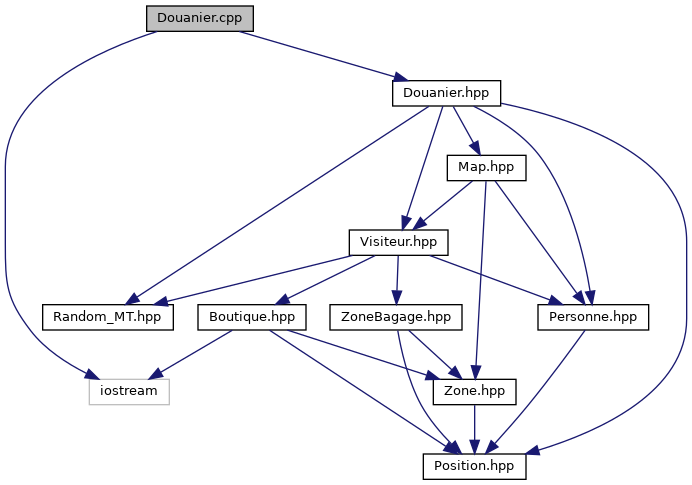 Douanier.cpp
Douanier.hpp
Map.hpp
Visiteur.hpp
Random_MT.hpp
Boutique.hpp
ZoneBagage.hpp
Personne.hpp
iostream
Zone.hpp
Position.hpp